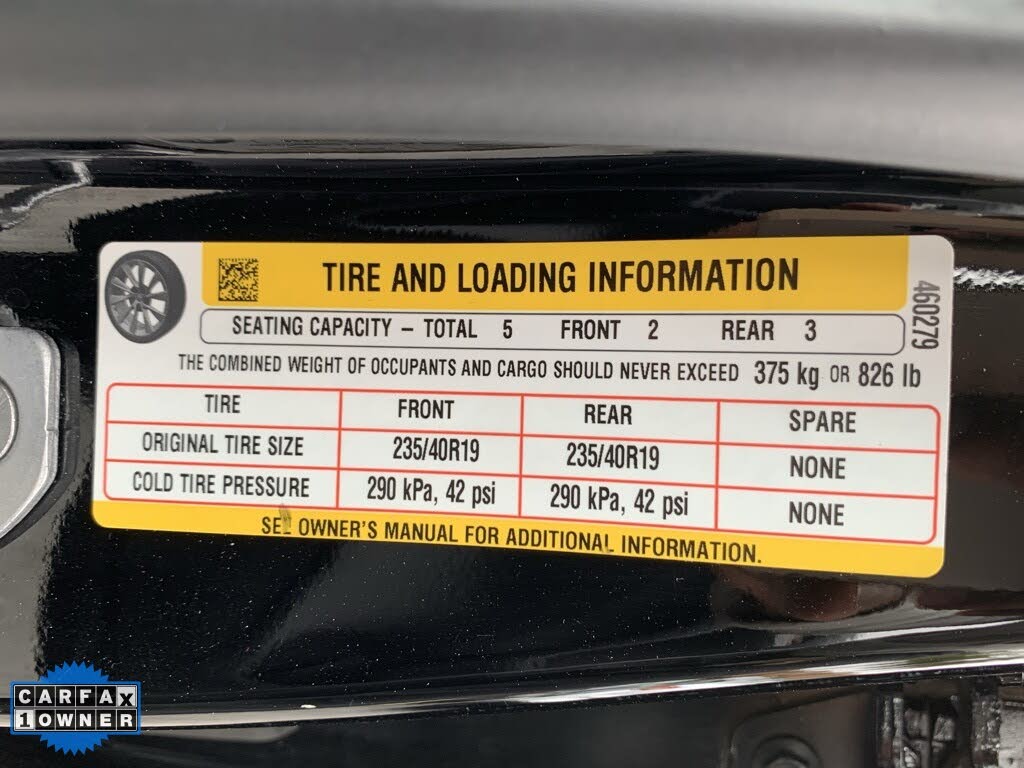 TIRE AND LOADING INFORMATION
SEATING CAPACITY – TOTAL 5 FRONT 2 REAR 3
460279
THE COMBINED WEIGHT OF OCCUPANTS AND CARGO SHOULD NEVER EXCEED 375 kg OR 826 lb
TIRE FRONT REAR SPARE
ORIGINAL TIRE SIZE 235/40R19 235/40R19 NONE
COLD TIRE PRESSURE 290 kPa, 42 psi 290 kPa, 42 psi NONE
SEE OWNER'S MANUAL FOR ADDITIONAL INFORMATION.
CARFAX
1 OWNER